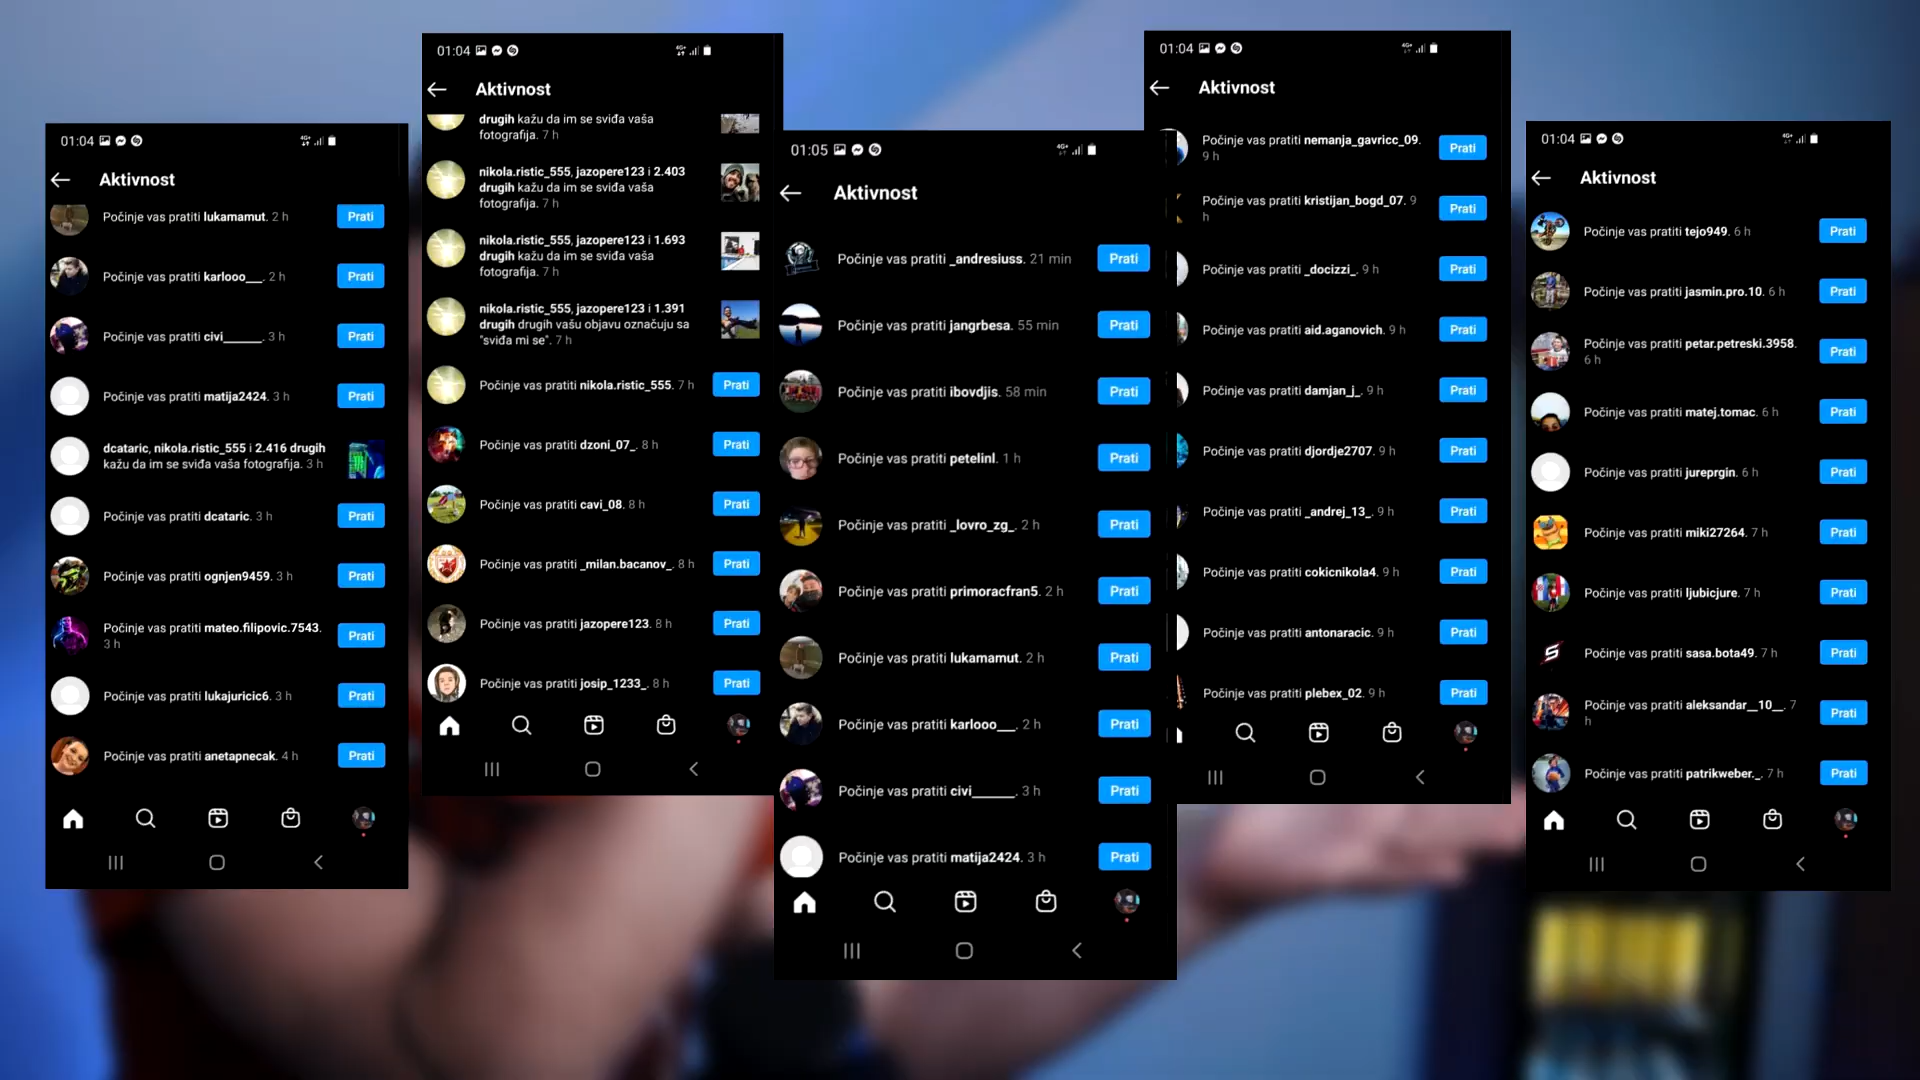 01:04
Aktivnost
Počinje vas pratiti lukamamut. 2 h
Prati
Počinje vas pratiti karlooo___. 2 h
Prati
Počinje vas pratiti civi_______. 3 h
Prati
Počinje vas pratiti matija2424. 3 h
Prati
dcataric, nikola.ristic_555 i 2.416 drugih
kažu da im se sviđa vaša fotografija. 3 h
Počinje vas pratiti dcataric. 3 h
Prati
Počinje vas pratiti ognjen9459. 3 h
Prati
Počinje vas pratiti mateo.filipovic.7543.
3 h
Prati
Počinje vas pratiti lukajuricic6. 3 h
Prati
Počinje vas pratiti anetapnecak. 4 h
Prati
01:04
4G+
Aktivnost
drugih kažu da im se sviđa vaša
fotografija. 7 h
nikola.ristic_555, jazopere123 i 2.403
drugih kažu da im se sviđa vaša
fotografija. 7 h
nikola.ristic_555, jazopere123 i 1.693
drugih kažu da im se sviđa vaša
fotografija. 7 h
nikola.ristic_555, jazopere123 i 1.391
drugih drugih vašu objavu označuju sa
"sviđa mi se". 7 h
Počinje vas pratiti nikola.ristic_555. 7 h
Prati
Počinje vas pratiti dzoni_07_. 8 h
Prati
Počinje vas pratiti cavi_08. 8 h
Prati
Počinje vas pratiti _milan.bacanov_. 8 h
Prati
Počinje vas pratiti jazopere123. 8 h
Prati
Počinje vas pratiti josip_1233_. 8 h
Prati
01:05
4G+
Aktivnost
Počinje vas pratiti _andresiuss. 21 min
Prati
Počinje vas pratiti jangrbesa. 55 min
Prati
Počinje vas pratiti ibovdjis. 58 min
Prati
Počinje vas pratiti petelinl. 1 h
Prati
Počinje vas pratiti _lovro_zg_. 2 h
Prati
Počinje vas pratiti primoracfran5. 2 h
Prati
Počinje vas pratiti lukamamut. 2 h
Prati
Počinje vas pratiti karlooo___. 2 h
Prati
Počinje vas pratiti civi_______. 3 h
Prati
Počinje vas pratiti matija2424. 3 h
Prati
01:04
4G+
Aktivnost
Počinje vas pratiti nemanja_gavricc_09.
9 h
Prati
Počinje vas pratiti kristijan_bogd_07. 9
h
Prati
Počinje vas pratiti _docizzi_. 9 h
Prati
Počinje vas pratiti aid.aganovich. 9 h
Prati
Počinje vas pratiti damjan_j_. 9 h
Prati
Počinje vas pratiti djordje2707. 9 h
Prati
Počinje vas pratiti _andrej_13_. 9 h
Prati
Počinje vas pratiti cokicnikola4. 9 h
Prati
Počinje vas pratiti antonaracic. 9 h
Prati
Počinje vas pratiti plebex_02. 9 h
Prati
01:04
4G+
Aktivnost
Počinje vas pratiti tejo949. 6 h
Prati
Počinje vas pratiti jasmin.pro.10. 6 h
Prati
Počinje vas pratiti petar.petreski.3958.
6 h
Prati
Počinje vas pratiti matej.tomac. 6 h
Prati
Počinje vas pratiti jureprgin. 6 h
Prati
Počinje vas pratiti miki27264. 7 h
Prati
Počinje vas pratiti ljubicjure. 7 h
Prati
Počinje vas pratiti sasa.bota49. 7 h
Prati
Počinje vas pratiti aleksandar__10__. 7
h
Prati
Počinje vas pratiti patrikweber._. 7 h
Prati